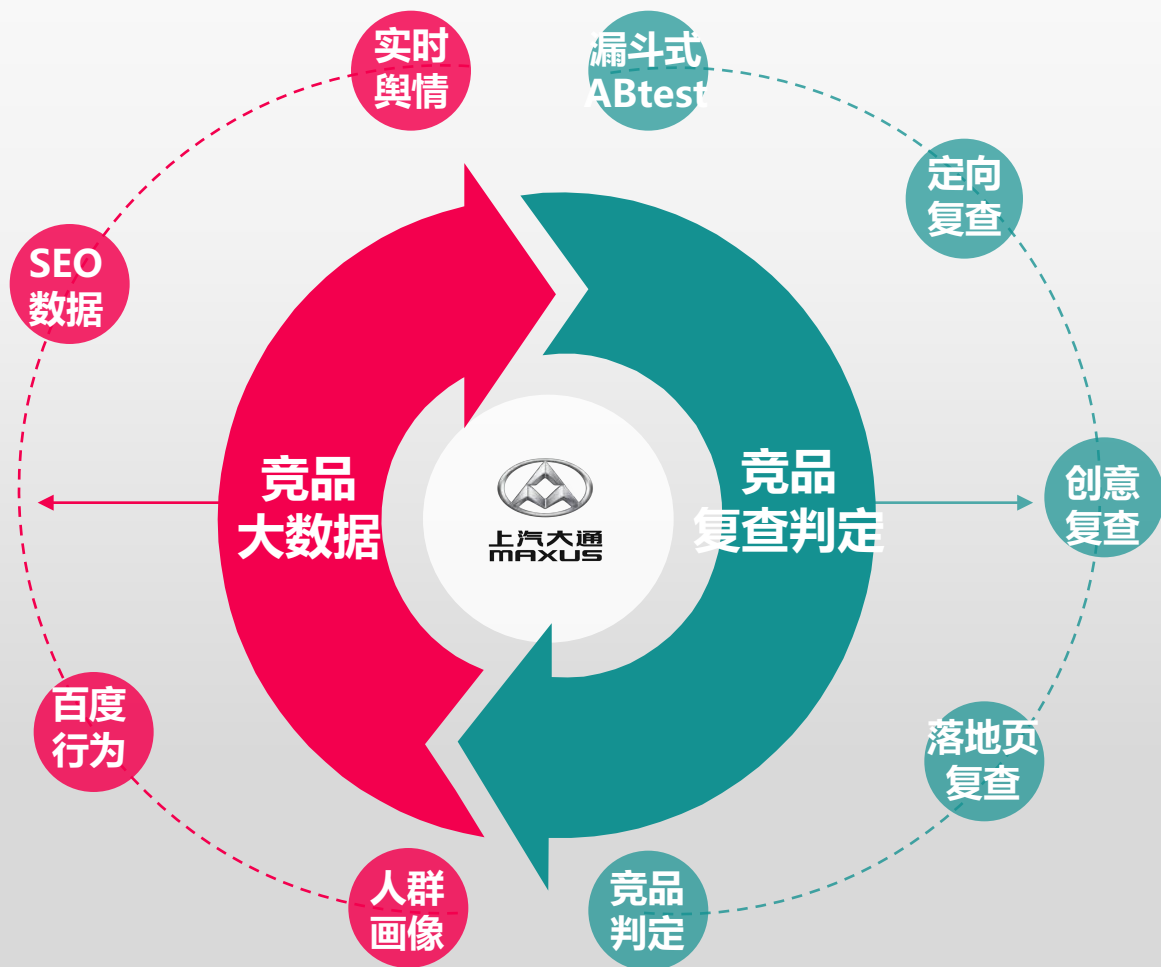 实时
舆情
漏斗式
ABtest
定向
复查
SEO
数据
竞品
大数据
上汽大通
MAXUS
竞品
复查判定
创意
复查
百度
行为
落地页
复查
人群
画像
竞品
判定